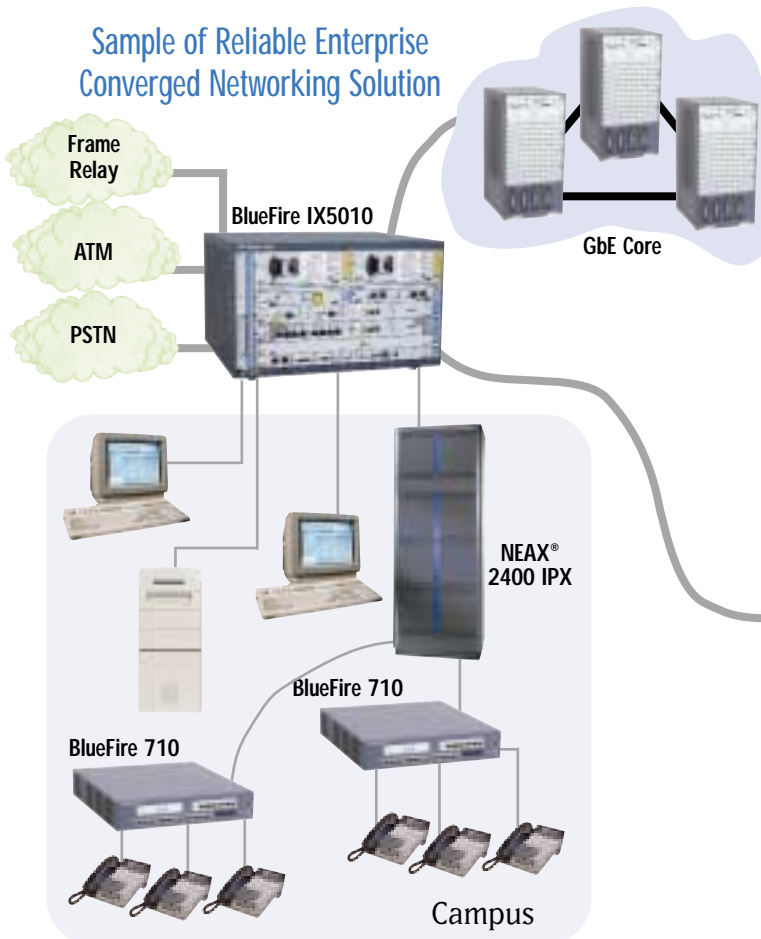 Sample of Reliable Enterprise
Converged Networking Solution
Frame
Relay
BlueFire IX5010
ATM
GbE Core
PSTN
NEAX®
2400 IPX
BlueFire 710
BlueFire 710
Campus